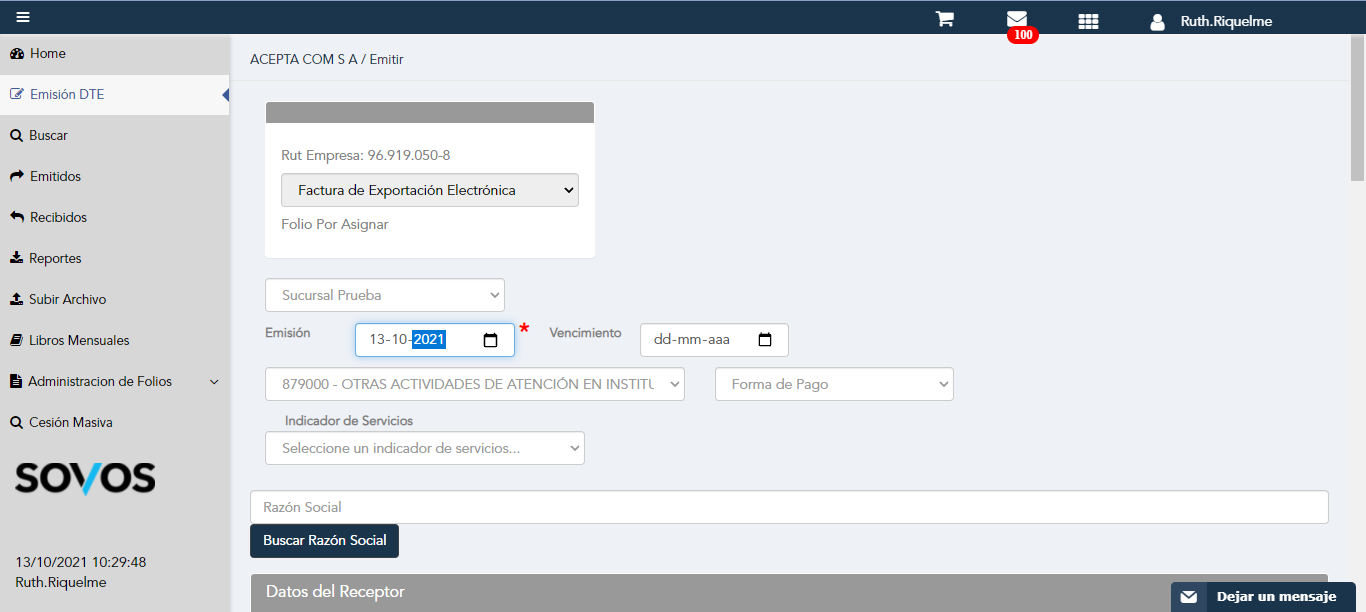 Ruth.Riquelme
100
Home
ACEPTA COM S A / Emitir
Emisión DTE
Buscar
Emitidos
Recibidos
Reportes
Subir Archivo
Libros Mensuales
Administracion de Folios
Cesión Masiva
SOVOS
13/10/2021 10:29:48
Ruth.Riquelme
Rut Empresa: 96.919.050-8
Factura de Exportación Electrónica
Folio Por Asignar
Sucursal Prueba
Emisión 13-10-2021 * Vencimiento dd-mm-aaa
879000 - OTRAS ACTIVIDADES DE ATENCIÓN EN INSTITU Forma de Pago
Indicador de Servicios
Seleccione un indicador de servicios...
Razón Social
Buscar Razón Social
Datos del Receptor
Dejar un mensaje